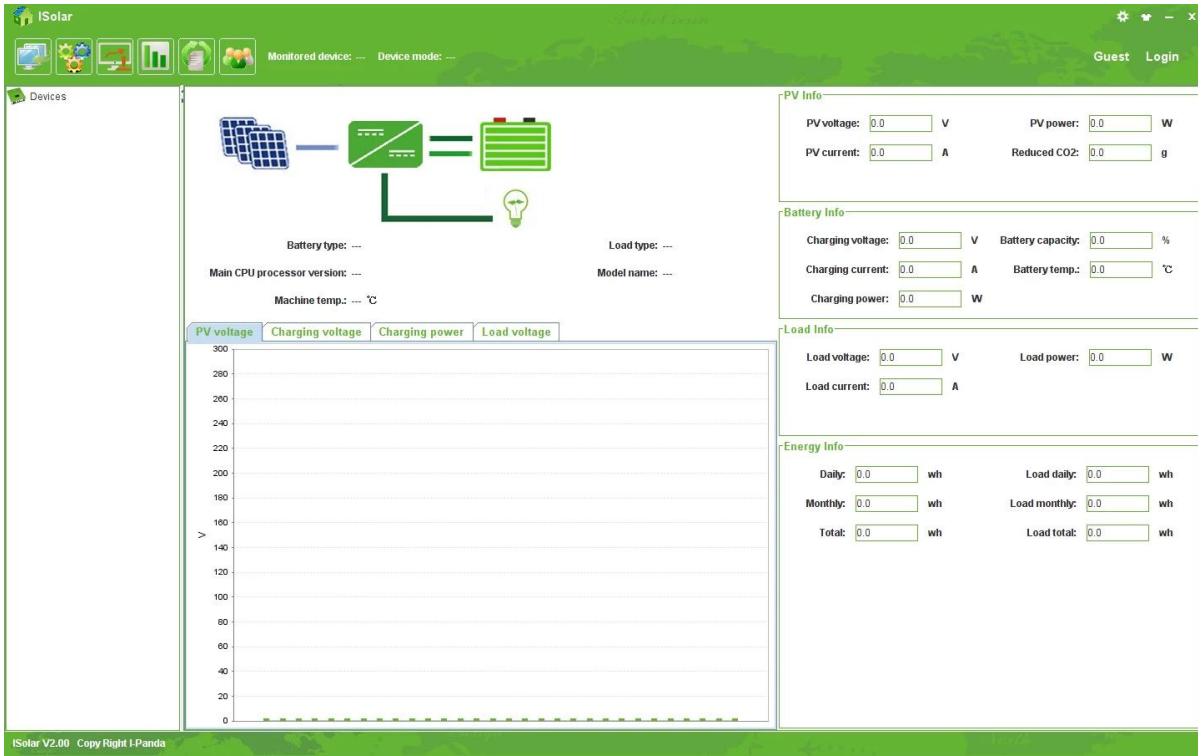 ISolar
Monitored device: --- Device mode: ---
Guest Login
Devices
Battery type: --- Load type: ---
Main CPU processor version: --- Model name: ---
Machine temp.: --- ℃
PV voltage Charging voltage Charging power Load voltage
300
280
260
240
220
200
180
160
140
120
100
80
60
40
20
0
V
PV Info
PV voltage: 0.0 V PV power: 0.0 W
PV current: 0.0 A Reduced CO2: 0.0 g
Battery Info
Charging voltage: 0.0 V Battery capacity: 0.0 %
Charging current: 0.0 A Battery temp.: 0.0 ℃
Charging power: 0.0 W
Load Info
Load voltage: 0.0 V Load power: 0.0 W
Load current: 0.0 A
Energy Info
Daily: 0.0 wh Load daily: 0.0 wh
Monthly: 0.0 wh Load monthly: 0.0 wh
Total: 0.0 wh Load total: 0.0 wh
ISolar V2.00 Copy Right I-Panda